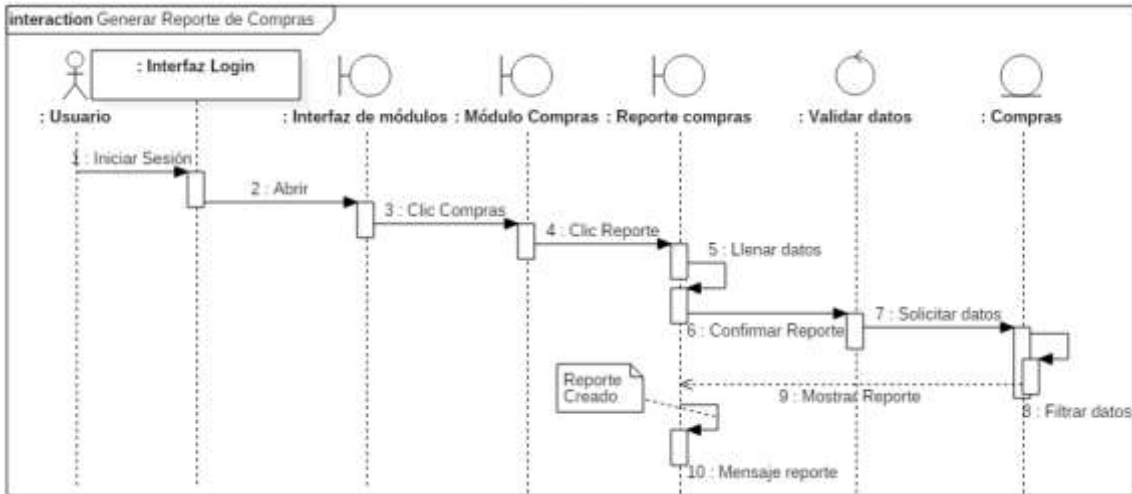 interaction Generar Reporte de Compras
: Interfaz Login
: Usuario
: Interfaz de módulos
: Módulo Compras
: Reporte compras
: Validar datos
: Compras
1 : Iniciar Sesión
2 : Abrir
3 : Clic Compras
4 : Clic Reporte
5 : Llenar datos
6 : Confirmar Reporte
7 : Solicitar datos
Reporte
Creado
9 : Mostrar Reporte
8 : Filtrar datos
10 : Mensaje reporte